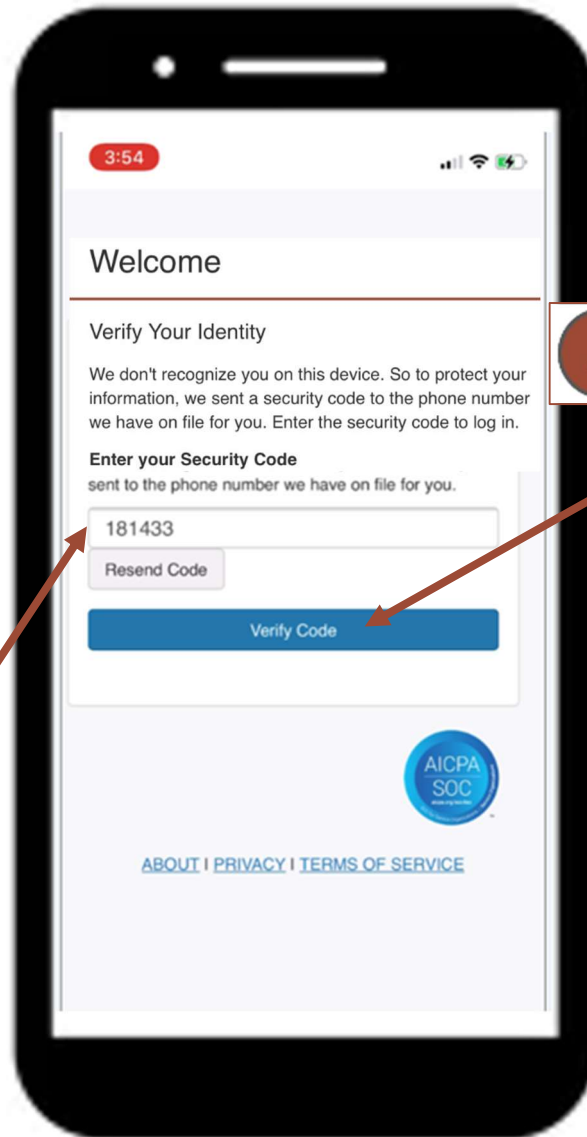 3:54
Welcome
Verify Your Identity
We don't recognize you on this device. So to protect your
information, we sent a security code to the phone number
we have on file for you. Enter the security code to log in.
Enter your Security Code
sent to the phone number we have on file for you.
181433
Resend Code
Verify Code
AICPA
SOC
ABOUT I PRIVACY I TERMS OF SERVICE